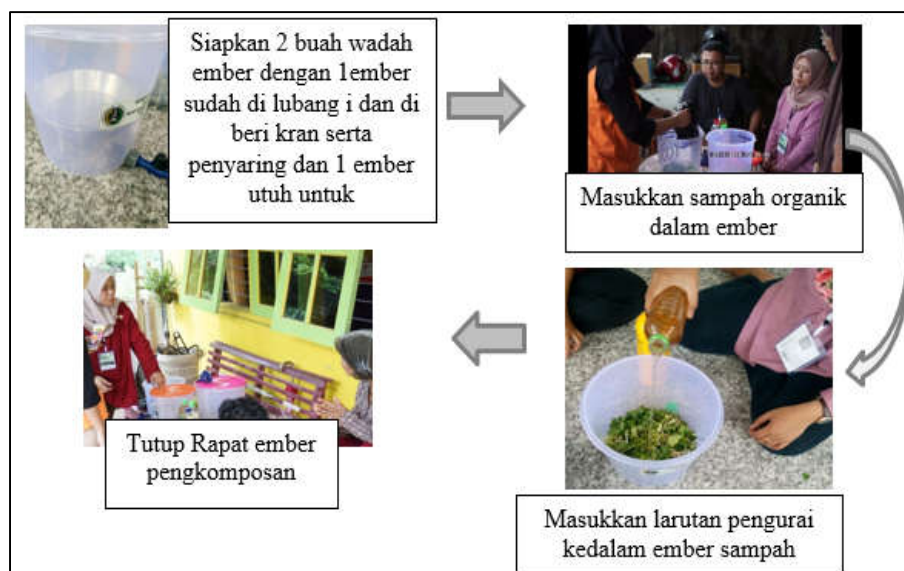 Siapkan 2 buah wadah
ember dengan 1ember
sudah di lubang i dan di
beri kran serta
penyaring dan 1 ember
utuh untuk
Masukkan sampah organik
dalam ember
Masukkan larutan pengurai
kedalam ember sampah
Tutup Rapat ember
pengkomposan